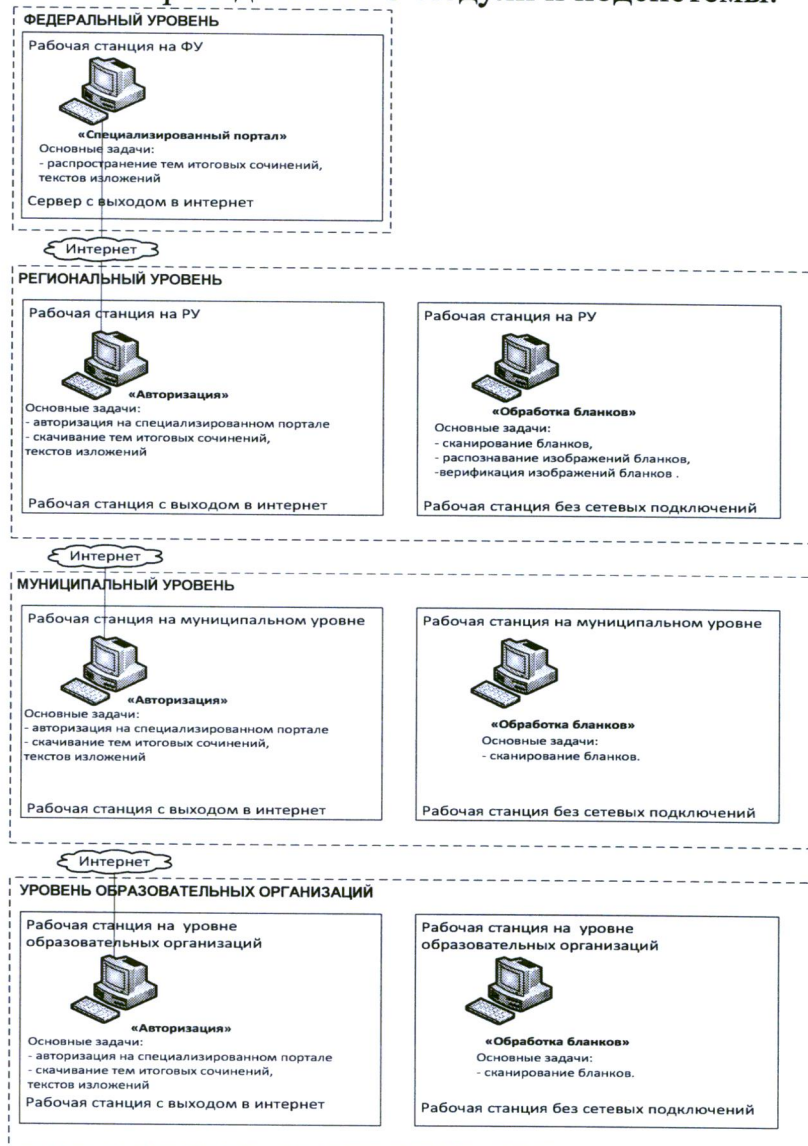 ФЕДЕРАЛЬНЫЙ УРОВЕНЬ
Рабочая станция на ФУ
«Специализированный портал»
Основные задачи:
- распространение тем итоговых сочинений,
текстов изложений
Сервер с выходом в интернет
Интернет
РЕГИОНАЛЬНЫЙ УРОВЕНЬ
Рабочая станция на РУ
«Авторизация»
Основные задачи:
- авторизация на специализированном портале
- скачивание тем итоговых сочинений,
текстов изложений
Рабочая станция с выходом в интернет
Рабочая станция на РУ
«Обработка бланков»
Основные задачи:
- сканирование бланков,
- распознавание изображений бланков,
-верификация изображений бланков .
Рабочая станция без сетевых подключений
Интернет
МУНИЦИПАЛЬНЫЙ УРОВЕНЬ
Рабочая станция на муниципальном уровне
«Авторизация»
Основные задачи:
- авторизация на специализированном портале
- скачивание тем итоговых сочинений,
текстов изложений
Рабочая станция с выходом в интернет
Рабочая станция на муниципальном уровне
«Обработка бланков»
Основные задачи:
- сканирование бланков.
Рабочая станция без сетевых подключений
Интернет
УРОВЕНЬ ОБРАЗОВАТЕЛЬНЫХ ОРГАНИЗАЦИЙ
Рабочая станция на уровне
образовательных организаций
«Авторизация»
Основные задачи:
- авторизация на специализированном портале
- скачивание тем итоговых сочинений,
текстов изложений
Рабочая станция с выходом в интернет
Рабочая станция на уровне
образовательных организаций
«Обработка бланков»
Основные задачи:
- сканирование бланков.
Рабочая станция без сетевых подключений